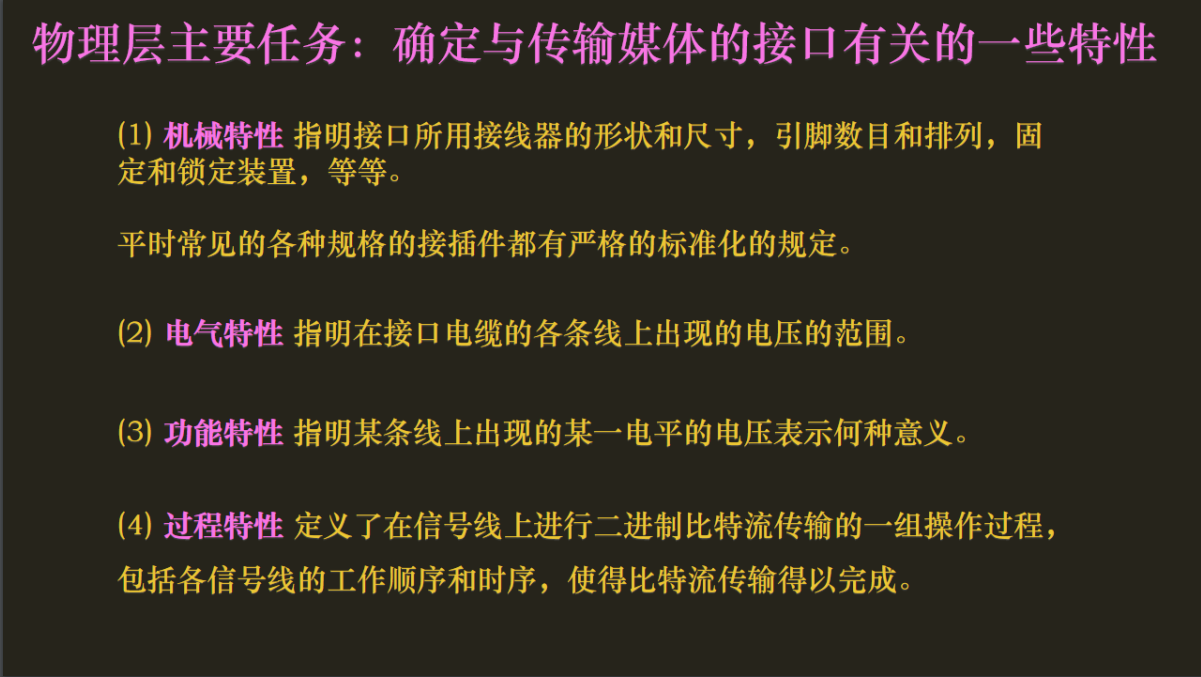 物理层主要任务：确定与传输媒体的接口有关的一些特性
(1) 机械特性 指明接口所用接线器的形状和尺寸，引脚数目和排列，固
定和锁定装置，等等。
平时常见的各种规格的接插件都有严格的标准化的规定。
(2) 电气特性 指明在接口电缆的各条线上出现的电压的范围。
(3) 功能特性 指明某条线上出现的某一电平的电压表示何种意义。
(4) 过程特性 定义了在信号线上进行二进制比特流传输的一组操作过程，
包括各信号线的工作顺序和时序，使得比特流传输得以完成。